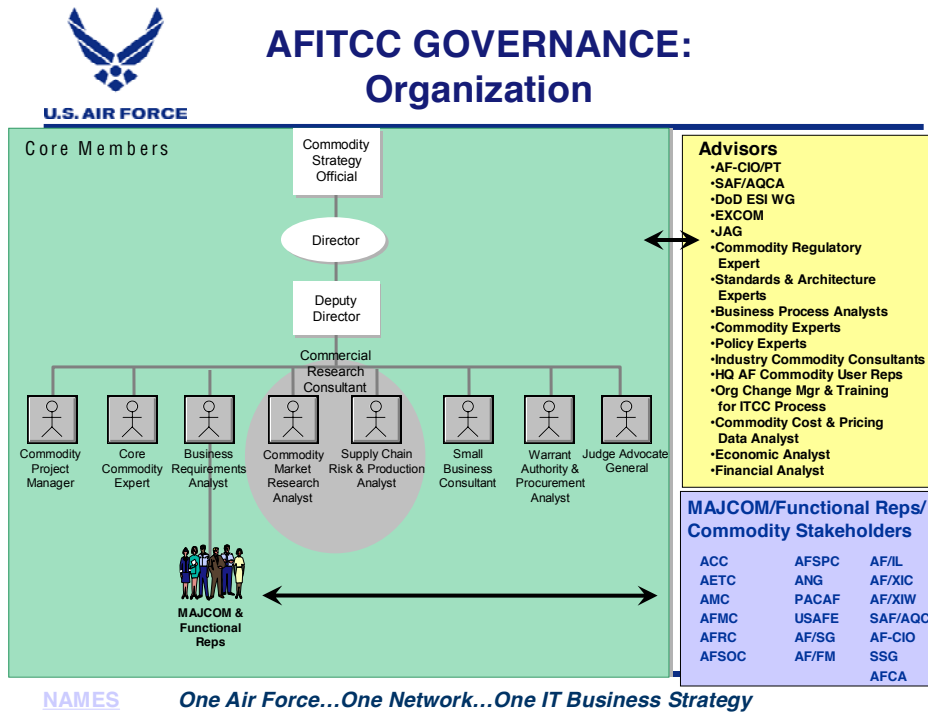 AFITCC GOVERNANCE:
Organization
U.S. AIR FORCE
Core Members
Commodity
Strategy
Official
Director
Deputy
Director
Commercial
Research
Consultant
Commodity
Project
Manager
Core
Commodity
Expert
Business
Requirements
Analyst
Commodity
Market
Research
Analyst
Supply Chain
Risk & Production
Analyst
Small
Business
Consultant
Warrant
Authority &
Procurement
Analyst
Judge Advocate
General
MAJCOM &
Functional
Reps
Advisors
•AF-CIO/PT
•SAF/AQCA
•DoD ESI WG
•EXCOM
•JAG
•Commodity Regulatory
Expert
•Standards & Architecture
Experts
•Business Process Analysts
•Commodity Experts
•Policy Experts
•Industry Commodity Consultants
•HQ AF Commodity User Reps
•Org Change Mgr & Training
for ITCC Process
•Commodity Cost & Pricing
Data Analyst
•Economic Analyst
•Financial Analyst
MAJCOM/Functional Reps/
Commodity Stakeholders
ACC AFSPC AF/IL
AETC ANG AF/XIC
AMC PACAF AF/XIW
AFMC USAFE SAF/AQC
AFRC AF/SG AF-CIO
AFSOC AF/FM SSG
AFCA
NAMES One Air Force…One Network…One IT Business Strategy